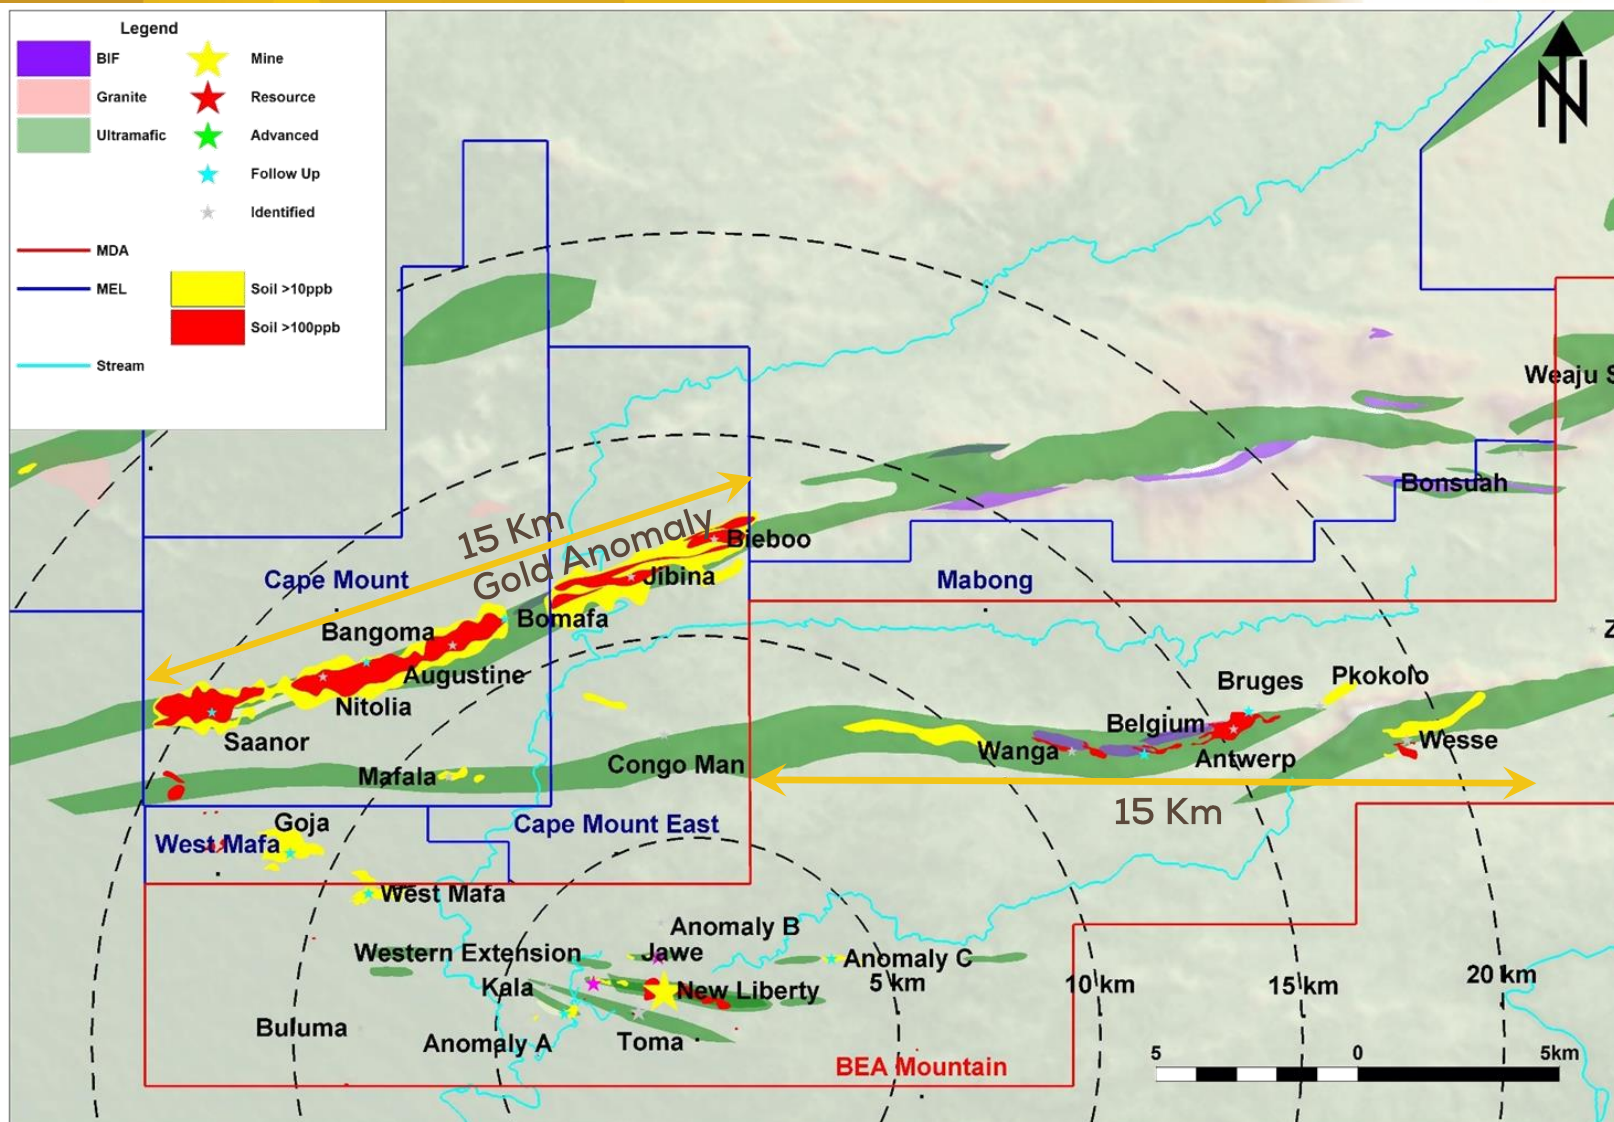 Legend
BIF
Mine
Granite
Resource
Ultramafic
Advanced
Follow Up
Identified
MDA
MEL
Soil >10ppb
Soil >100ppb
Stream
N
Weaju S
Bonsuah
15 Km
Gold Anomaly
Bieboo
Jibina
Cape Mount
Mabong
Bomafa
Bangoma
Z
Augustine
Nitolia
Bruges
Pkokolo
Saanor
Belgium
Wanga
Antwerp
Wesse
Mafala
Congo Man
15 Km
Goja
Cape Mount East
West Mafa
West Mafa
Anomaly B
Western Extension
Jawe
Anomaly C
5 km
10 km
15 km
20 km
Kala
New Liberty
Buluma
Anomaly A
Toma
BEA Mountain
5
0
5km